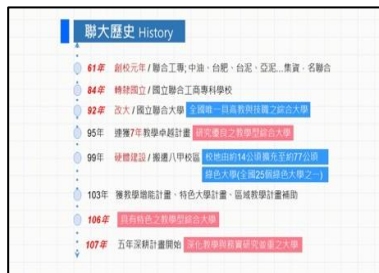 聯大歷史 History
61年 創校元年 / 聯合工專; 中油、台肥、台泥、亞泥...集資,名聯合
84年 轉隸國立 / 國立聯合工商專科學校
92年 改大 / 國立聯合大學 全國唯一具高教與技職之綜合大學
95年 連獲7年教學卓越計畫 研究優良之教學型綜合大學
99年 硬體建設 / 搬遷八甲校區 校地由約14公頃擴充至約77公頃
綠色大學(全國25個綠色大學之一)
103年 獲教學增能計畫、特色大學計畫、區域教學計畫補助
106年 具有特色之教學型綜合大學
107年 五年深耕計畫開始 深化教學與務實研究並重之大學